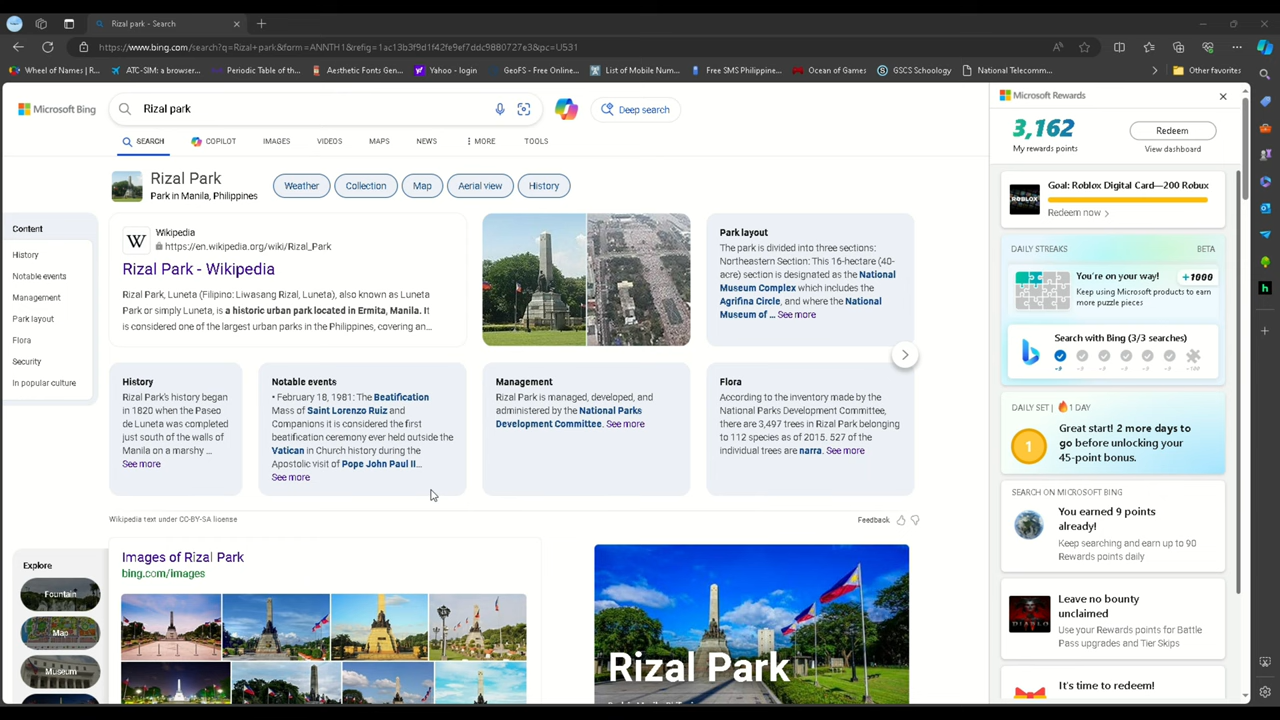 Rizal park - Search
https://www.bing.com/search?q=Rizal+park&form=ANNTH1&refig=1ac13b3f9d1f42fe9ef7ddc9880727e3&pc=U531
Wheel of Names | R...
ATC-SIM: a browser...
Periodic Table of th...
Aesthetic Fonts Gen...
Yahoo - login
GeoFS - Free Online...
List of Mobile Num...
Free SMS Philippine...
Ocean of Games
GSCS Schoology
National Telecomm...
Other favorites
Microsoft Bing
Rizal park
Deep search
SEARCH
COPILOT
IMAGES
VIDEOS
MAPS
NEWS
MORE
TOOLS
Rizal Park
Park in Manila, Philippines
Weather
Collection
Map
Aerial view
History
Content
History
Notable events
Management
Park layout
Flora
Security
In popular culture
W
Wikipedia
https://en.wikipedia.org/wiki/Rizal_Park
Rizal Park - Wikipedia
Rizal Park, Luneta (Filipino: Liwasang Rizal, Luneta), also known as Luneta
Park or simply Luneta, is a historic urban park located in Ermita, Manila. It
is considered one of the largest urban parks in the Philippines, covering an...
Park layout
The park is divided into three sections:
Northeastern Section: This 16-hectare (40-
acre) section is designated as the National
Museum Complex which includes the
Agrifina Circle, and where the National
Museum of ... See more
History
Rizal Park's history began
in 1820 when the Paseo
de Luneta was completed
just south of the walls of
Manila on a marshy ...
See more
Notable events
• February 18, 1981: The Beatification
Mass of Saint Lorenzo Ruiz and
Companions it is considered the first
beatification ceremony ever held outside the
Vatican in Church history during the
Apostolic visit of Pope John Paul II...
See more
Management
Rizal Park is managed, developed, and
administered by the National Parks
Development Committee. See more
Flora
According to the inventory made by the
National Parks Development Committee,
there are 3,497 trees in Rizal Park belonging
to 112 species as of 2015. 527 of the
individual trees are narra. See more
Wikipedia text under CC-BY-SA license
Feedback
Explore
Fountain
Map
Museum
Images of Rizal Park
bing.com/images
Rizal Park
Microsoft Rewards
3,162
My rewards points
Redeem
View dashboard
ROBLOX
Goal: Roblox Digital Card—200 Robux
Redeem now
DAILY STREAKS
BETA
You're on your way!
+1000
Keep using Microsoft products to earn
more puzzle pieces
Search with Bing (3/3 searches)
DAILY SET | 1 DAY
1
Great start! 2 more days to
go before unlocking your
45-point bonus.
SEARCH ON MICROSOFT BING
You earned 9 points
already!
Keep searching and earn up to 90
Rewards points daily
DIABLO
Leave no bounty
unclaimed
Use your Rewards points for Battle
Pass upgrades and Tier Skips
It's time to redeem!